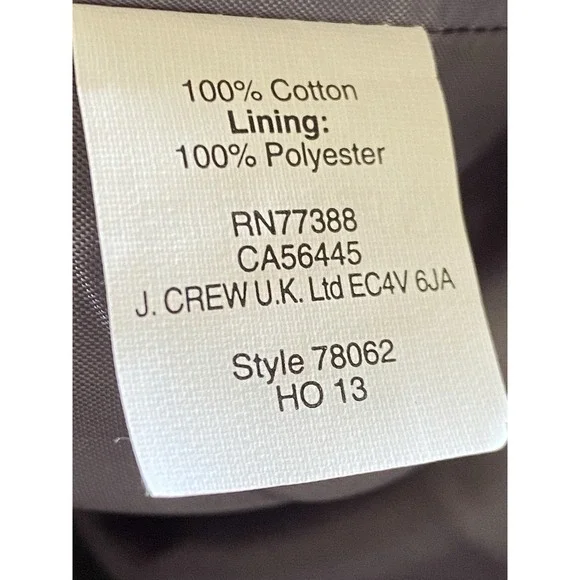 100% Cotton
Lining:
100% Polyester
RN77388
CA56445
J. CREW U.K. Ltd EC4V 6JA
Style 78062
HO 13